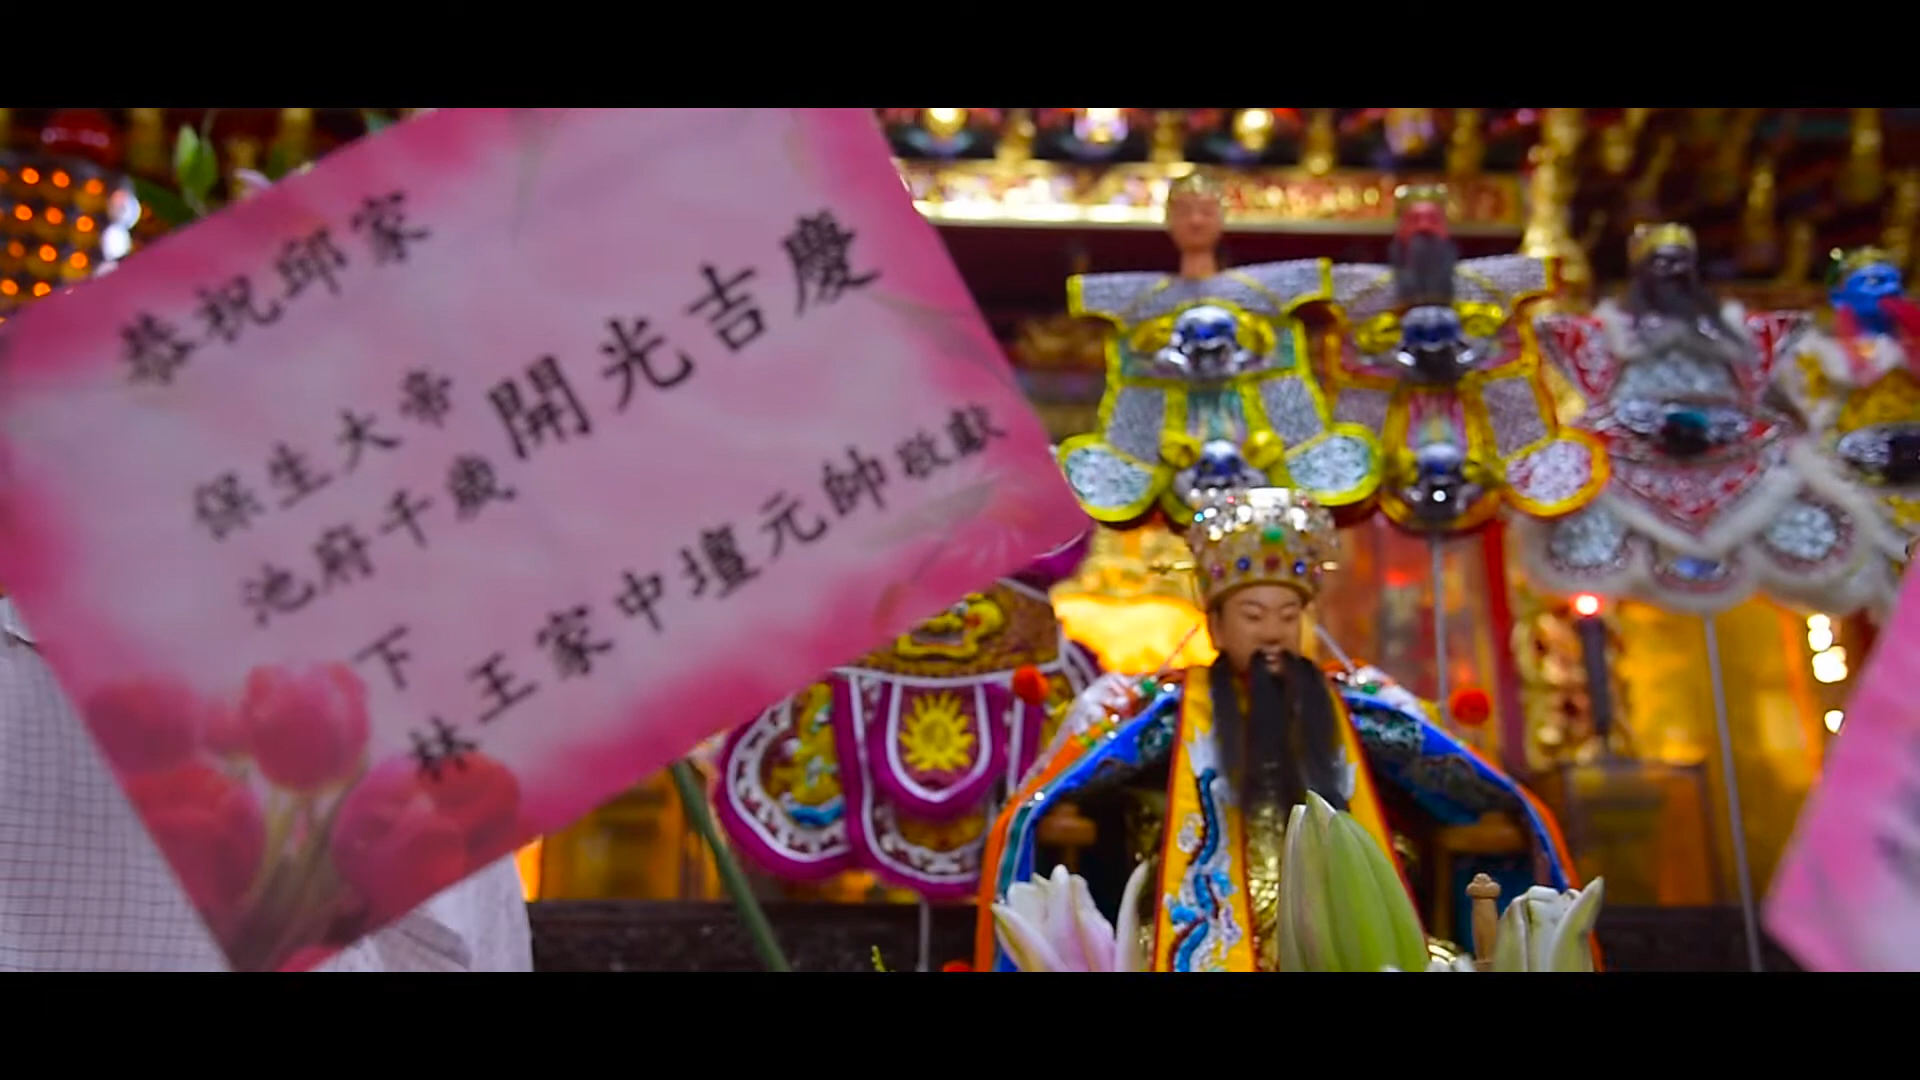 恭祝邱家
保生大帝
池府千歲
開光吉慶
下
林王家中壇元帥敬獻